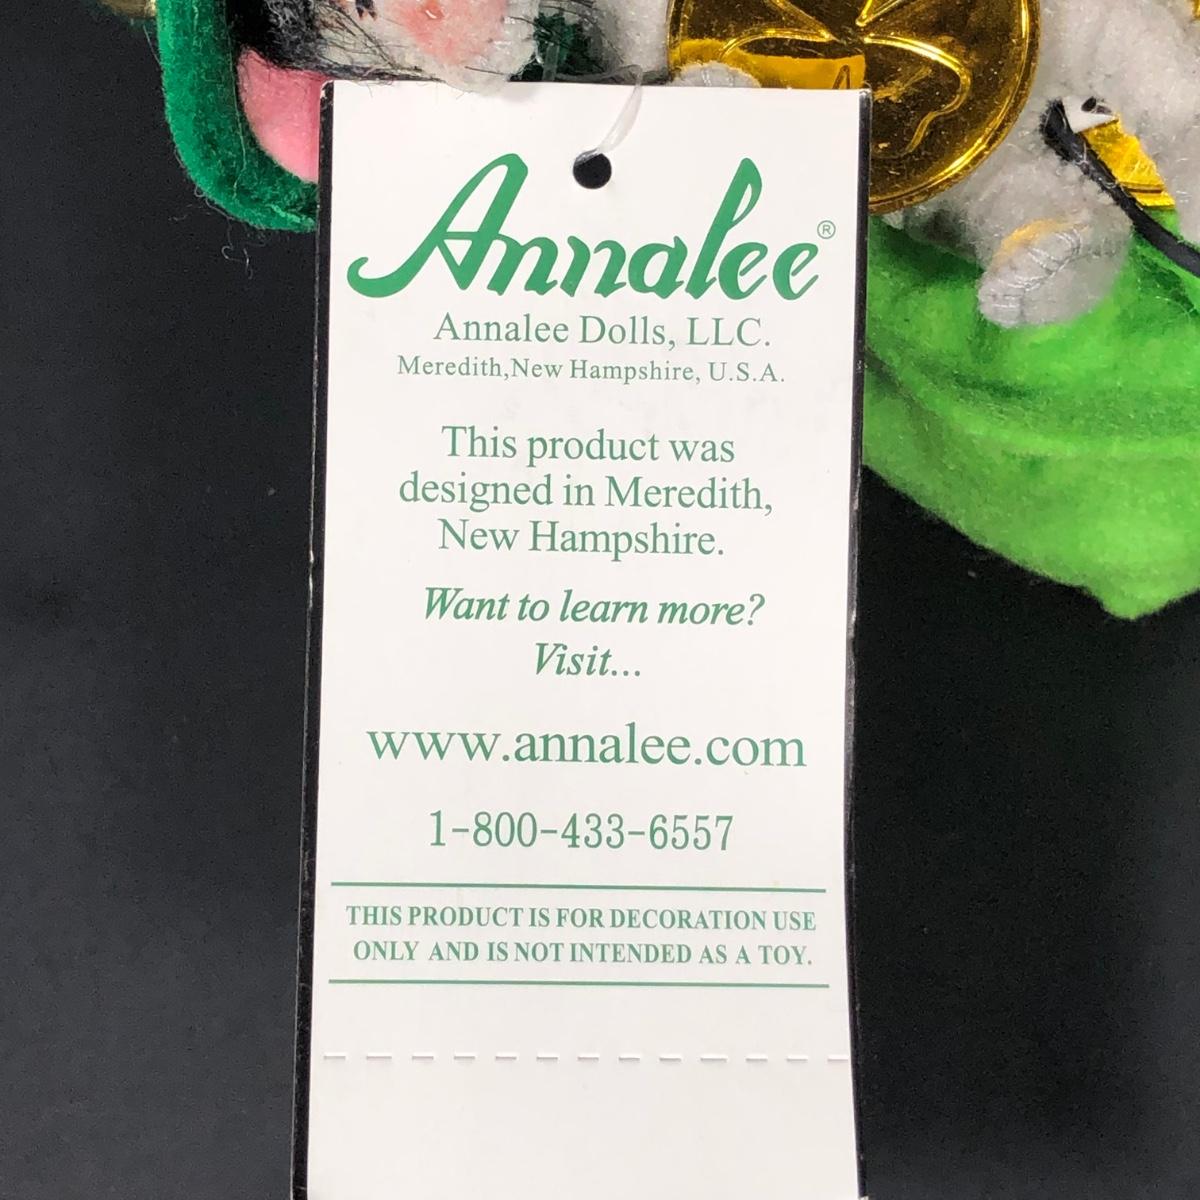 Annalee®
Annalee Dolls, LLC.
Meredith,New Hampshire, U.S.A.
This product was
designed in Meredith,
New Hampshire.
Want to learn more?
Visit...
www.annalee.com
1-800-433-6557
THIS PRODUCT IS FOR DECORATION USE
ONLY AND IS NOT INTENDED AS A TOY.